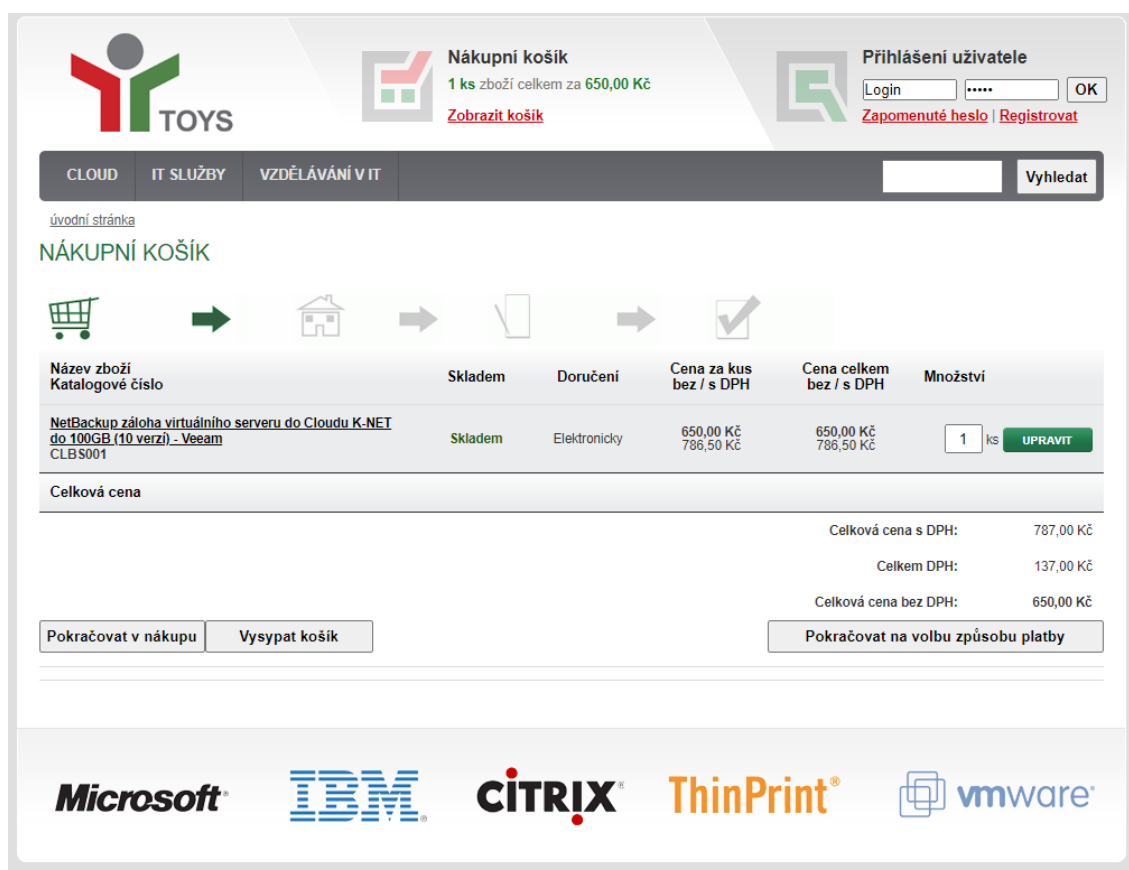 TOYS
Nákupní košík
1 ks zboží celkem za 650,00 Kč
Zobrazit košík
Přihlášení uživatele
Login ••••• OK
Zapomenuté heslo | Registrovat
CLOUD IT SLUŽBY VZDĚLÁVÁNÍ V IT Vyhledat
úvodní stránka
NÁKUPNÍ KOŠÍK
Název zboží
Katalogové číslo
Skladem
Doručení
Cena za kus
bez / s DPH
Cena celkem
bez / s DPH
Množství
NetBackup záloha virtuálního serveru do Cloudu K-NET
do 100GB (10 verzí) - Veeam
CLBS001
Skladem
Elektronicky
650,00 Kč
786,50 Kč
650,00 Kč
786,50 Kč
1 ks UPRAVIT
Celková cena
Celková cena s DPH: 787,00 Kč
Celkem DPH: 137,00 Kč
Celková cena bez DPH: 650,00 Kč
Pokračovat v nákupu Vysypat košík Pokračovat na volbu způsobu platby
Microsoft® IBM® CITRIX® ThinPrint® vmware®